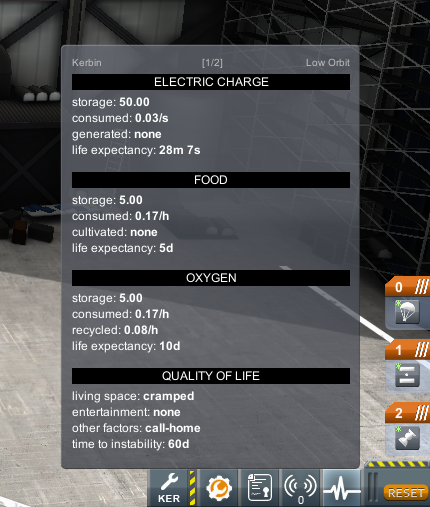 Kerbin [1/2] Low Orbit
ELECTRIC CHARGE
storage: 50.00
consumed: 0.03/s
generated: none
life expectancy: 28m 7s
FOOD
storage: 5.00
consumed: 0.17/h
cultivated: none
life expectancy: 5d
OXYGEN
storage: 5.00
consumed: 0.17/h
recycled: 0.08/h
life expectancy: 10d
QUALITY OF LIFE
living space: cramped
entertainment: none
other factors: call-home
time to instability: 60d
0
1
2
KER
0
RESET